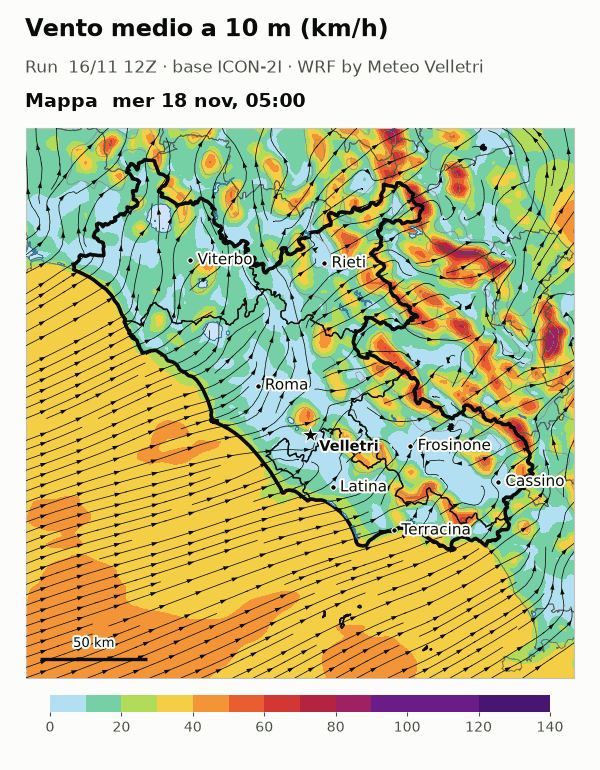 Vento medio a 10 m (km/h)
Run  16/11 12Z · base ICON-2I · WRF by Meteo Velletri
Mappa  mer 18 nov, 05:00
Viterbo
Rieti
Roma
Velletri
Frosinone
Latina
Cassino
Terracina
50 km
0 20 40 60 80 100 120 140